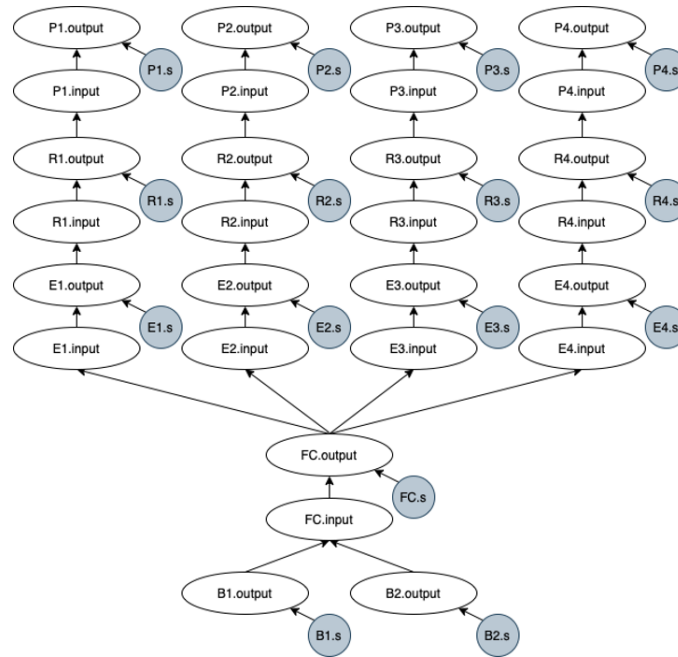 P1.output P2.output P3.output P4.output
P1.s P2.s P3.s P4.s
P1.input P2.input P3.input P4.input
R1.output R2.output R3.output R4.output
R1.s R2.s R3.s R4.s
R1.input R2.input R3.input R4.input
E1.output E2.output E3.output E4.output
E1.s E2.s E3.s E4.s
E1.input E2.input E3.input E4.input
FC.output
FC.s
FC.input
B1.output B2.output
B1.s B2.s